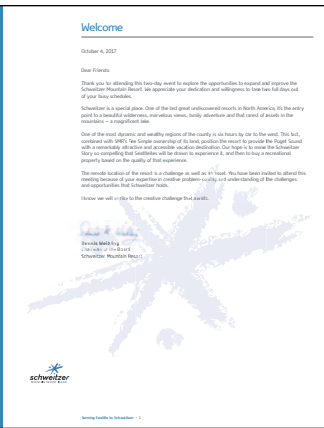 Welcome
October 4, 2017
Dear Friends:
Thank you for attending this two-day event to explore the opportunities to expand and improve the
Schweitzer Mountain Resort. We appreciate your dedication and willingness to take two full days out
of your busy schedules.
Schweitzer is a special place. One of the last great undiscovered resorts in North America. It's the entry
point to a beautiful wilderness, marvelous views, family adventure and that rarest of assets in the
mountains – a magnificent lake.
One of the most dynamic and wealthy regions of the county is six hours by car to the west. This fact,
combined with SMR's Fee Simple ownership of its land, position the resort to provide the Puget Sound
with a remarkably attractive and accessible vacation destination. Our hope is to make the Schweitzer
Story so compelling that Seattleites will be drawn to experience it, and then to buy a recreational
property based on the quality of that experience.
The remote location of the resort is a challenge as well as an asset. You have been invited to attend this
meeting because of your expertise in creative problem-solving and understanding of the challenges
and opportunities that Schweitzer holds.
I know we will arise to the creative challenge that awaits.
Chairman of the Board
Schweitzer Mountain Resort
schweitzer
Serving Seattle to Schweitzer - 1